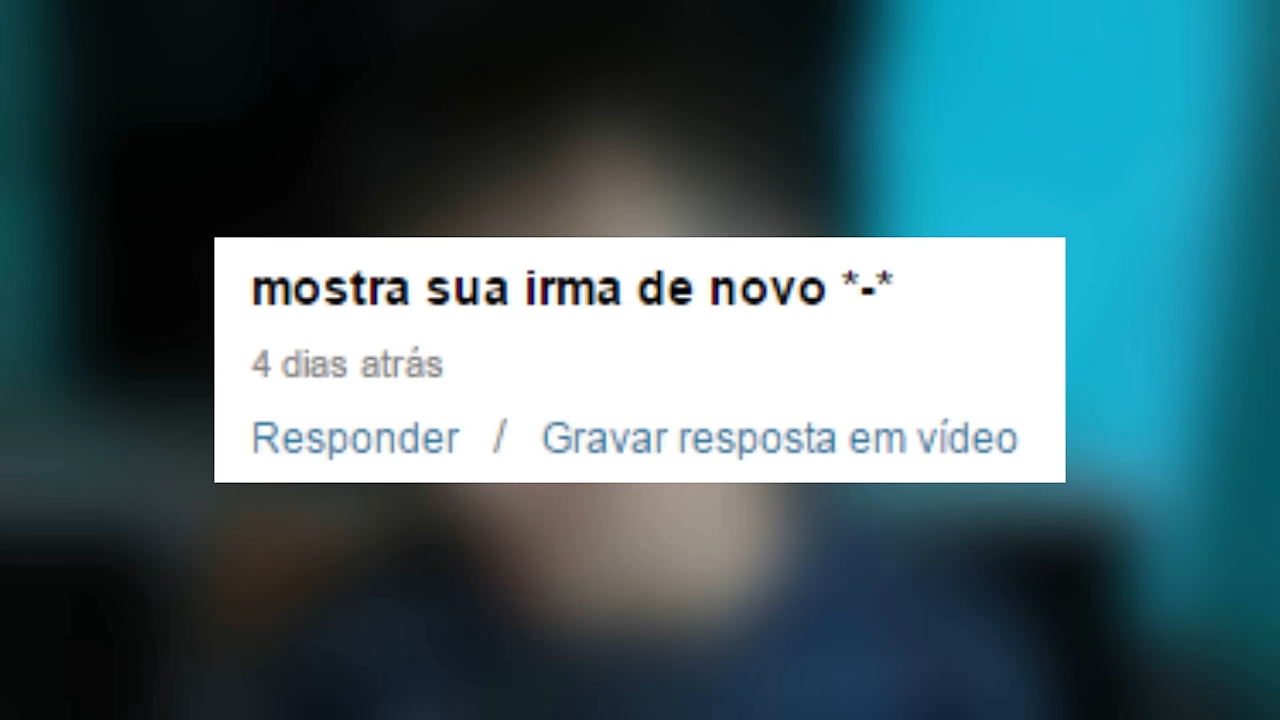 mostra sua irma de novo *-*
4 dias atrás
Responder / Gravar resposta em vídeo